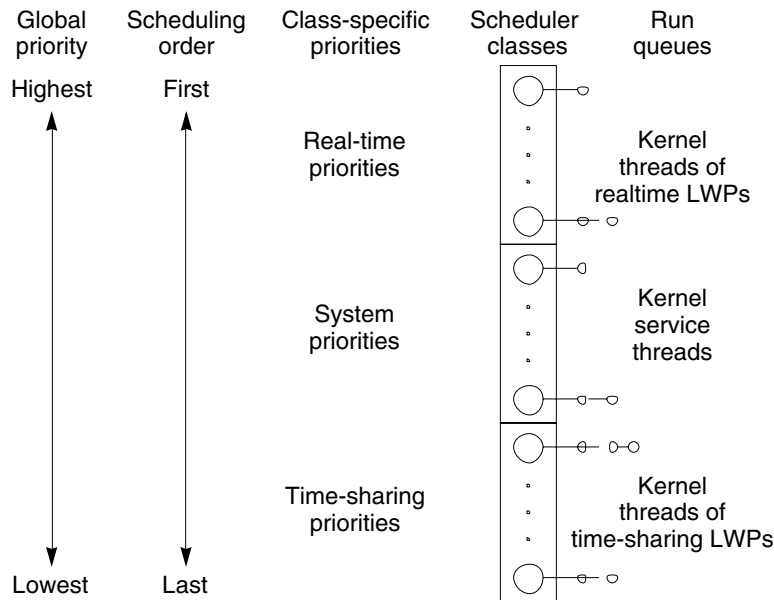 Global
priority
Scheduling
order
Class-specific
priorities
Scheduler
classes
Run
queues
Highest
First
Real-time
priorities
Kernel
threads of
realtime LWPs
System
priorities
Kernel
service
threads
Time-sharing
priorities
Kernel
threads of
time-sharing LWPs
Lowest
Last